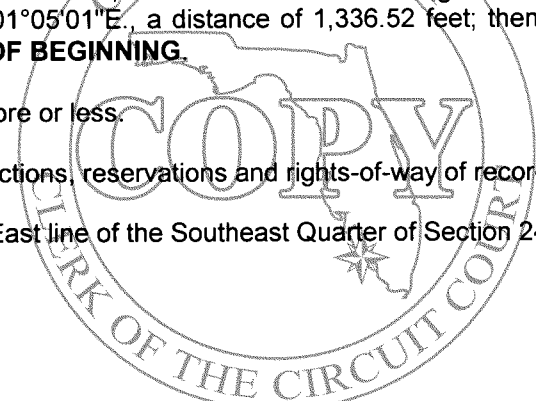 01°05'01"E., a distance of 1,336.52 feet; then
OF BEGINNING.
ore or less.
COPY
ctions, reservations and rights-of-way of recor
East line of the Southeast Quarter of Section 24
CLERK OF THE CIRCUIT COURT